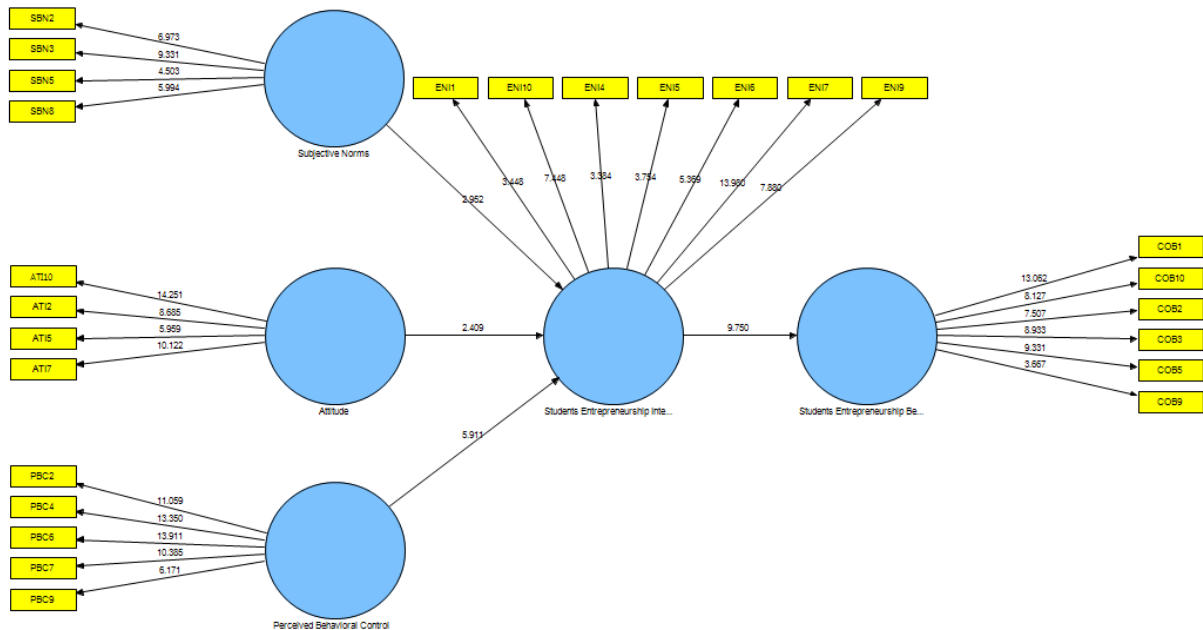 SBN2
6.973
SBN3
9.331
SBN5
4.503
SBN8
5.994
Subjective Norms
2.952
ENI1
ENI10
ENI4
ENI5
ENI6
ENI7
ENI9
3.448
7.448
3.384
3.754
5.369
13.980
7.880
ATI10
14.251
ATI2
8.685
ATI5
5.959
ATI7
10.122
Attitude
2.409
Students Entrepreneurship Inte...
9.750
Students Entrepreneurship Be...
COB1
13.062
COB10
8.127
COB2
7.507
COB3
8.933
COB5
9.331
COB9
3.667
5.911
PBC2
11.059
PBC4
13.350
PBC6
13.911
PBC7
10.385
PBC9
6.171
Perceived Behavioral Control